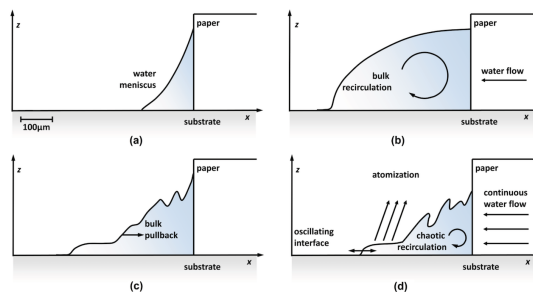 z
paper
water
meniscus
100µm
substrate
x
(a)
z
paper
bulk
recirculation
water flow
substrate
x
(b)
z
paper
bulk
pullback
substrate
x
(c)
z
atomization
paper
continuous
water flow
oscillating
interface
chaotic
recirculation
substrate
x
(d)